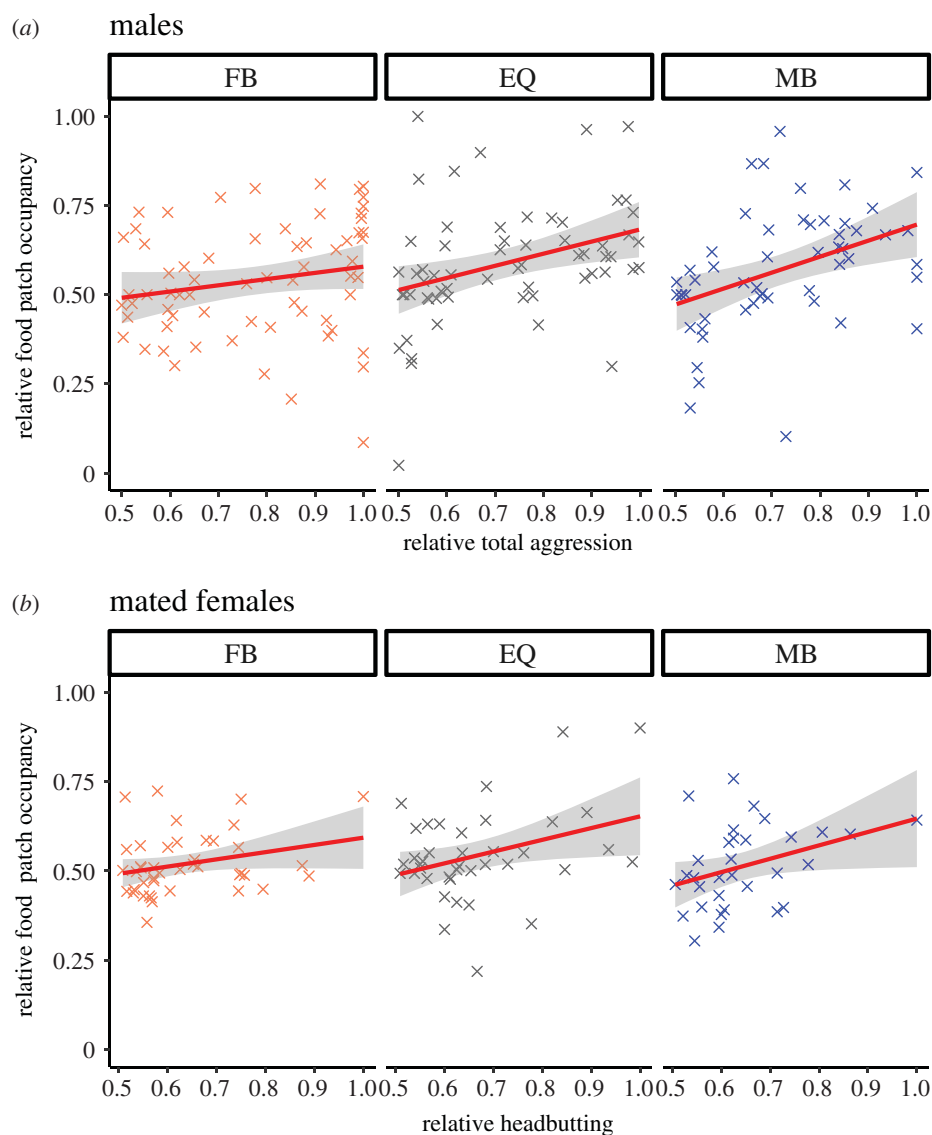 (a) males
FB EQ MB
1.00
0.75
0.50
0.25
0
relative food patch occupancy
0.5 0.6 0.7 0.8 0.9 1.0 0.5 0.6 0.7 0.8 0.9 1.0 0.5 0.6 0.7 0.8 0.9 1.0
relative total aggression
(b) mated females
FB EQ MB
1.00
0.75
0.50
0.25
0
relative food patch occupancy
0.5 0.6 0.7 0.8 0.9 1.0 0.5 0.6 0.7 0.8 0.9 1.0 0.5 0.6 0.7 0.8 0.9 1.0
relative headbutting